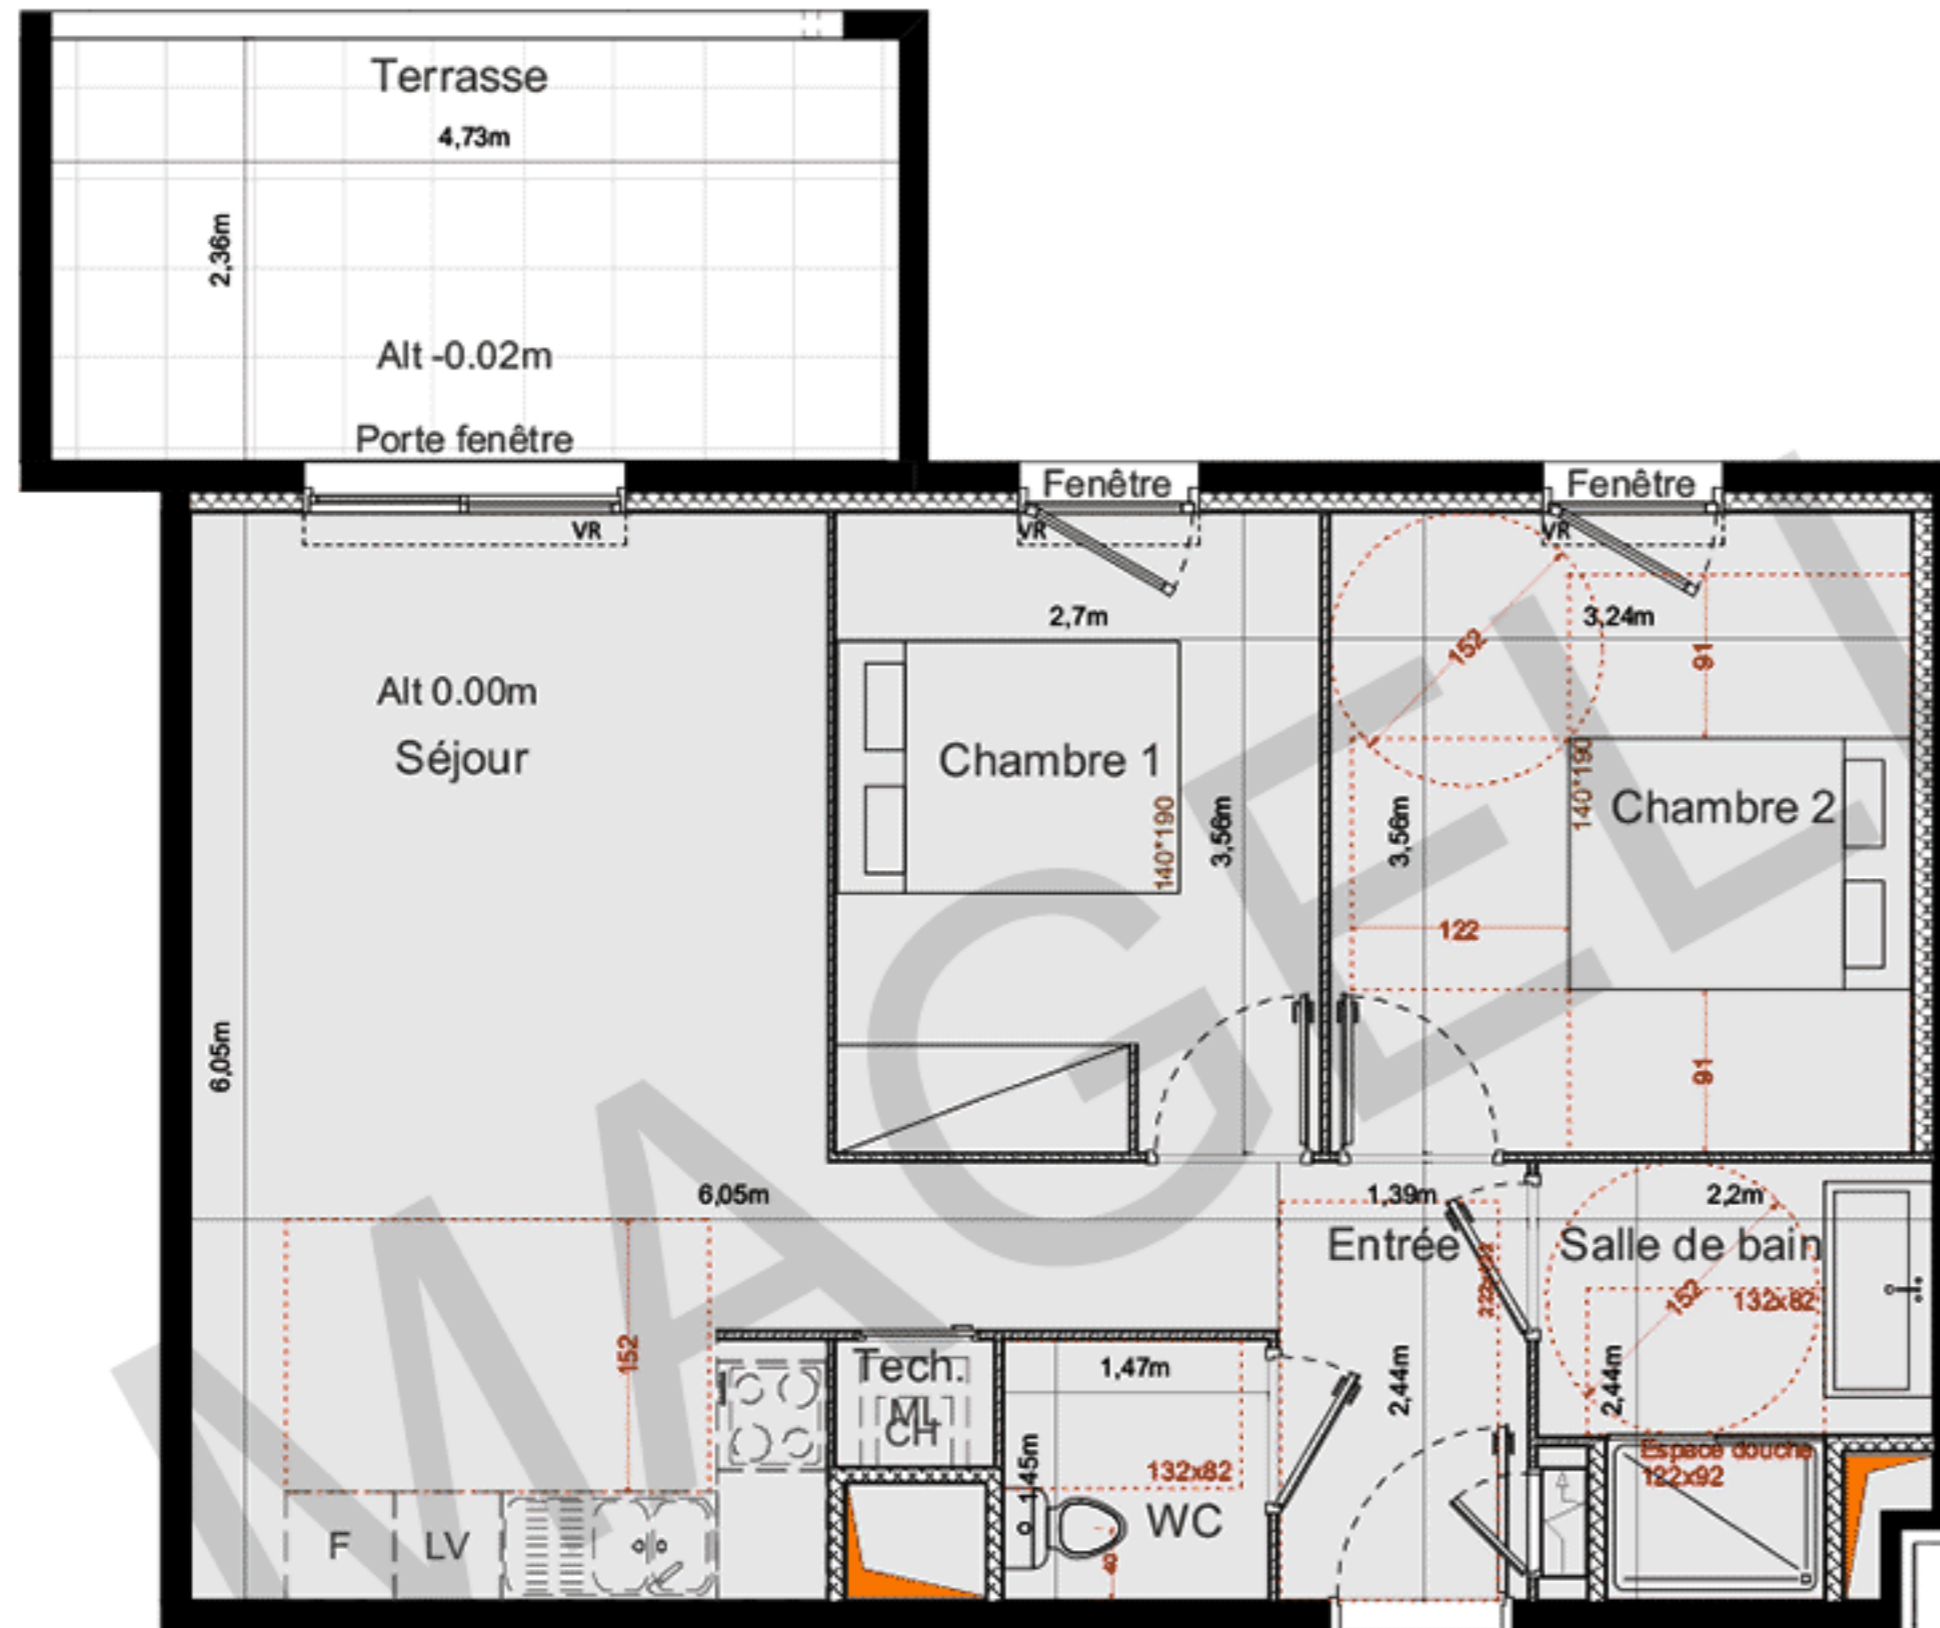 Terrasse
4,73m
2,36m
Alt -0.02m
Porte fenêtre
Fenêtre
Fenêtre
VR
VR
VR
2,7m
3,24m
152
91
Alt 0.00m
Séjour
Chambre 1
140*190
3,56m
3,56m
140*190
Chambre 2
122
91
6,05m
6,05m
1,39m
2,2m
Entrée
Salle de bain
152
132x82
152
Tech.
ML
CH
1,47m
1,45m
132x82
WC
2,44m
2,44m
Espace douche
122x92
F
LV
MAGELI